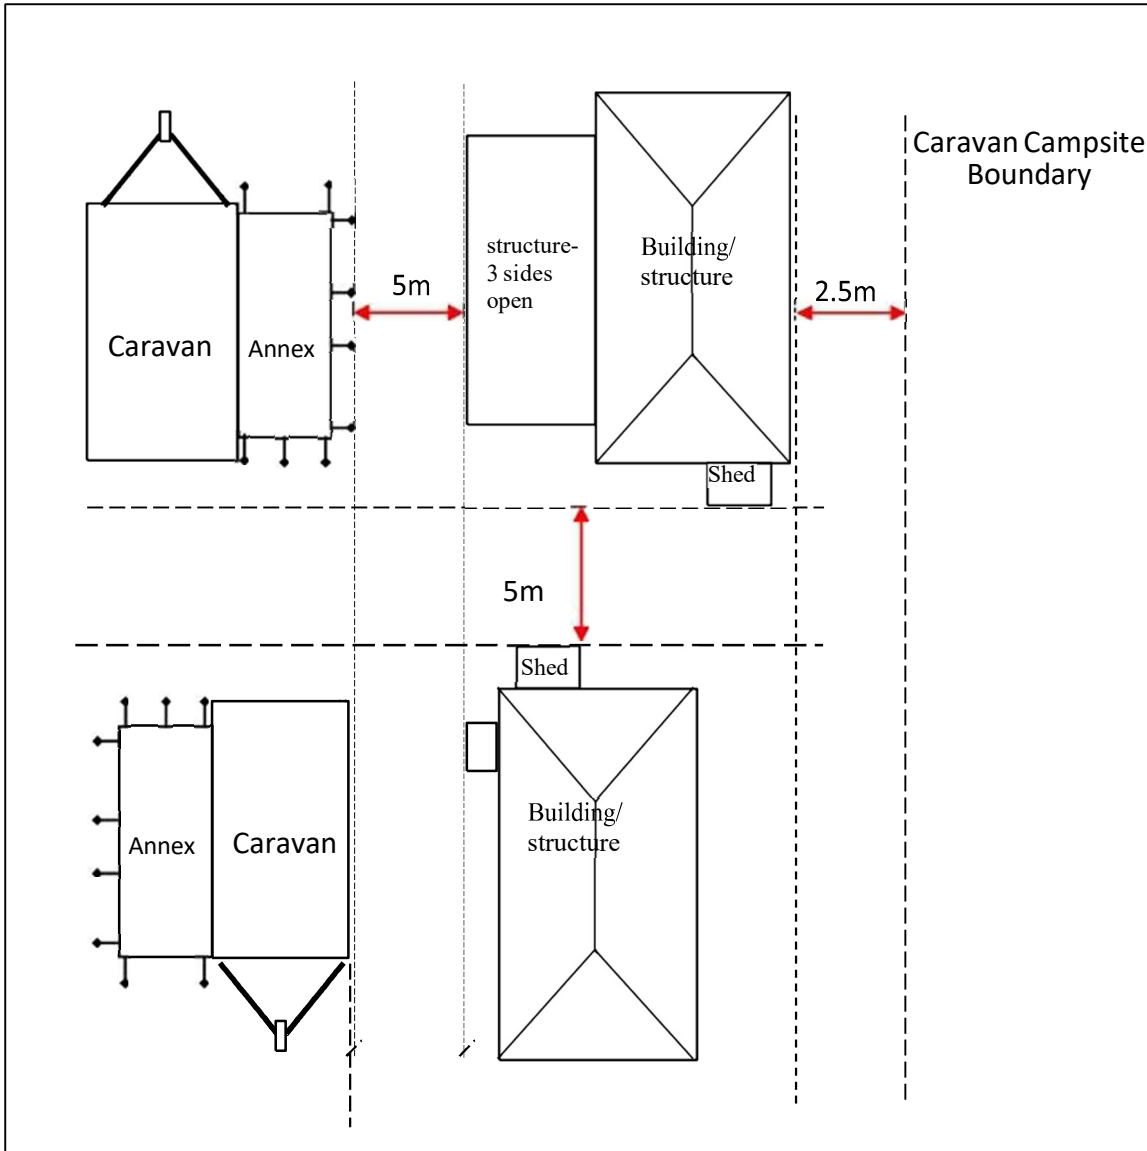 Caravan Campsite
Boundary
structure-
3 sides
open
Building/
structure
5m
2.5m
Caravan
Annex
Shed
5m
Shed
Building/
structure
Annex
Caravan